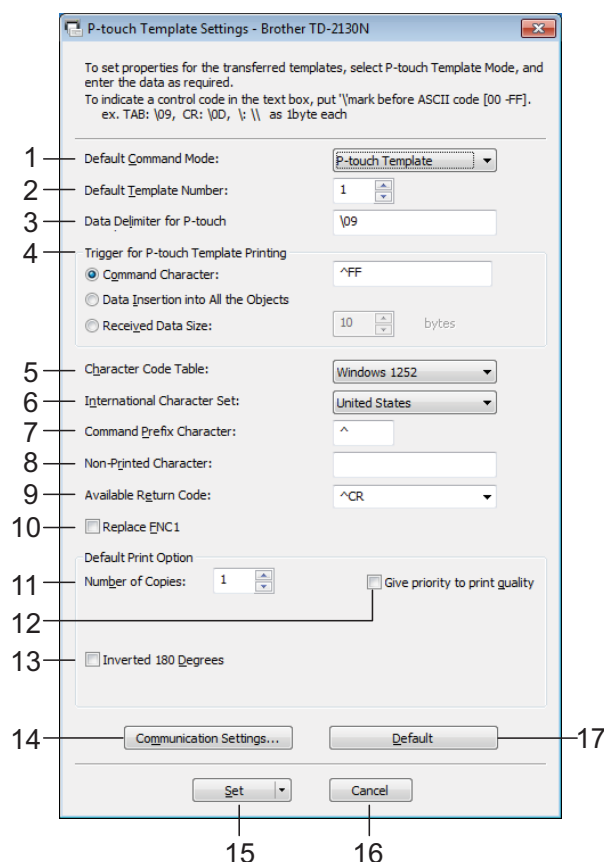 P-touch Template Settings - Brother TD-2130N
To set properties for the transferred templates, select P-touch Template Mode, and
enter the data as required.
To indicate a control code in the text box, put '\'mark before ASCII code [00 -FF].
ex. TAB: \09, CR: \0D, \: \\ as 1byte
each
1 Default Command Mode: P-touch Template
2 Default Template Number: 1
3 Data Delimiter for P-touch \09
4 Trigger for P-touch Template Printing
Command Character: ^FF
Data Insertion into All the Objects
Received Data Size: 10 bytes
5 Character Code Table: Windows 1252
6 International Character Set: United States
7 Command Prefix Character: ^
8 Non-Printed Character:
9 Available Return Code: ^CR
10 Replace FNC1
Default Print Option
11 Number of Copies: 1 Give priority to print quality
12
13 Inverted 180 Degrees
14 Communication Settings... Default 17
Set Cancel
15 16